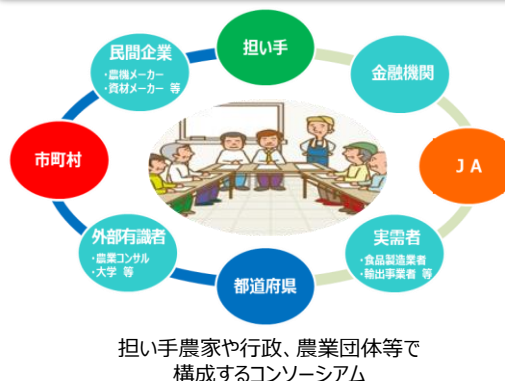 担い手
民間企業
・農機メーカー
・資材メーカー 等
金融機関
市町村
ＪＡ
外部有識者
・農業コンサル
・大学 等
実需者
・食品製造業者
・輸出事業者 等
都道府県
担い手農家や行政、農業団体等で
構成するコンソーシアム